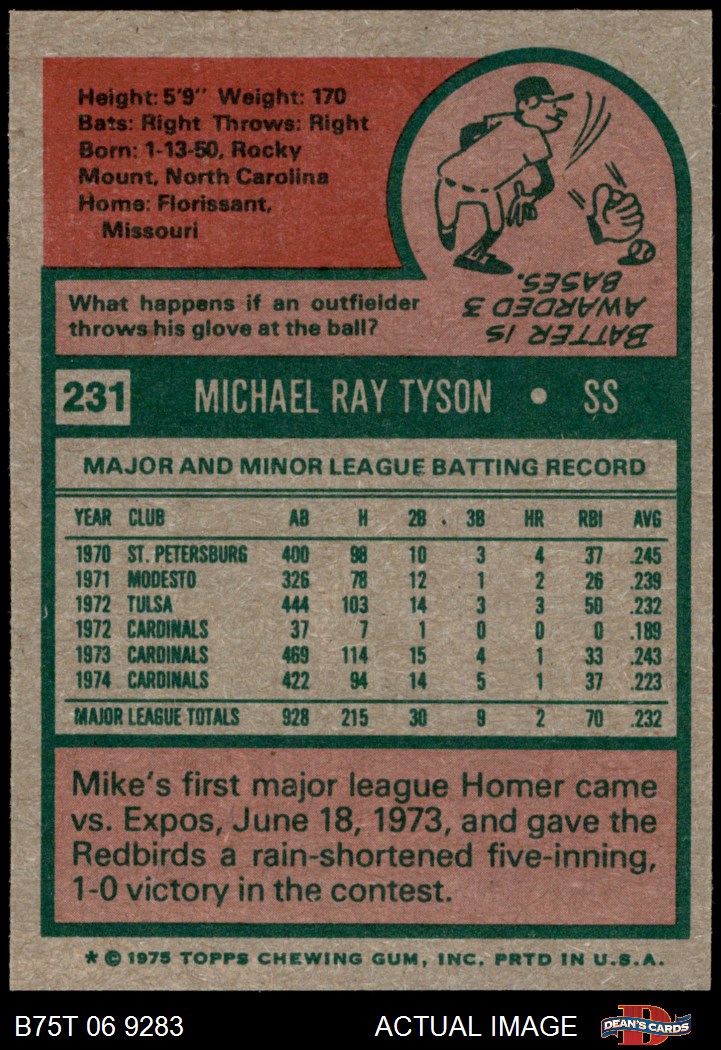 Height: 5'9" Weight: 170
Bats: Right Throws: Right
Born: 1-13-50, Rocky
Mount, North Carolina
Home: Florissant,
Missouri
What happens if an outfielder
throws his glove at the ball?
BATTER IS
AWARDED 3
BASES.
231 MICHAEL RAY TYSON • SS
MAJOR AND MINOR LEAGUE BATTING RECORD
YEAR CLUB AB H 2B 3B HR RBI AVG
1970 ST. PETERSBURG 400 98 10 3 4 37 .245
1971 MODESTO 326 78 12 1 2 26 .239
1972 TULSA 444 103 14 3 3 50 .232
1972 CARDINALS 37 7 1 0 0 0 .189
1973 CARDINALS 469 114 15 4 1 33 .243
1974 CARDINALS 422 94 14 5 1 37 .223
MAJOR LEAGUE TOTALS 928 215 30 9 2 70 .232
Mike's first major league Homer came
vs. Expos, June 18, 1973, and gave the
Redbirds a rain-shortened five-inning,
1-0 victory in the contest.
* © 1975 TOPPS CHEWING GUM, INC. PRTD IN U.S.A.
B75T 06 9283 ACTUAL IMAGE DEAN'S CARDS